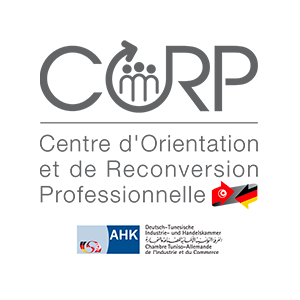 CORP
Centre d'Orientation
et de Reconversion
Professionnelle
AHK
Deutsch-Tunesische
Industrie- und Handelskammer
الغرفة التونسية الألمانية للصناعة والتجارة
Chambre Tuniso-Allemande
de l'Industrie et du Commerce